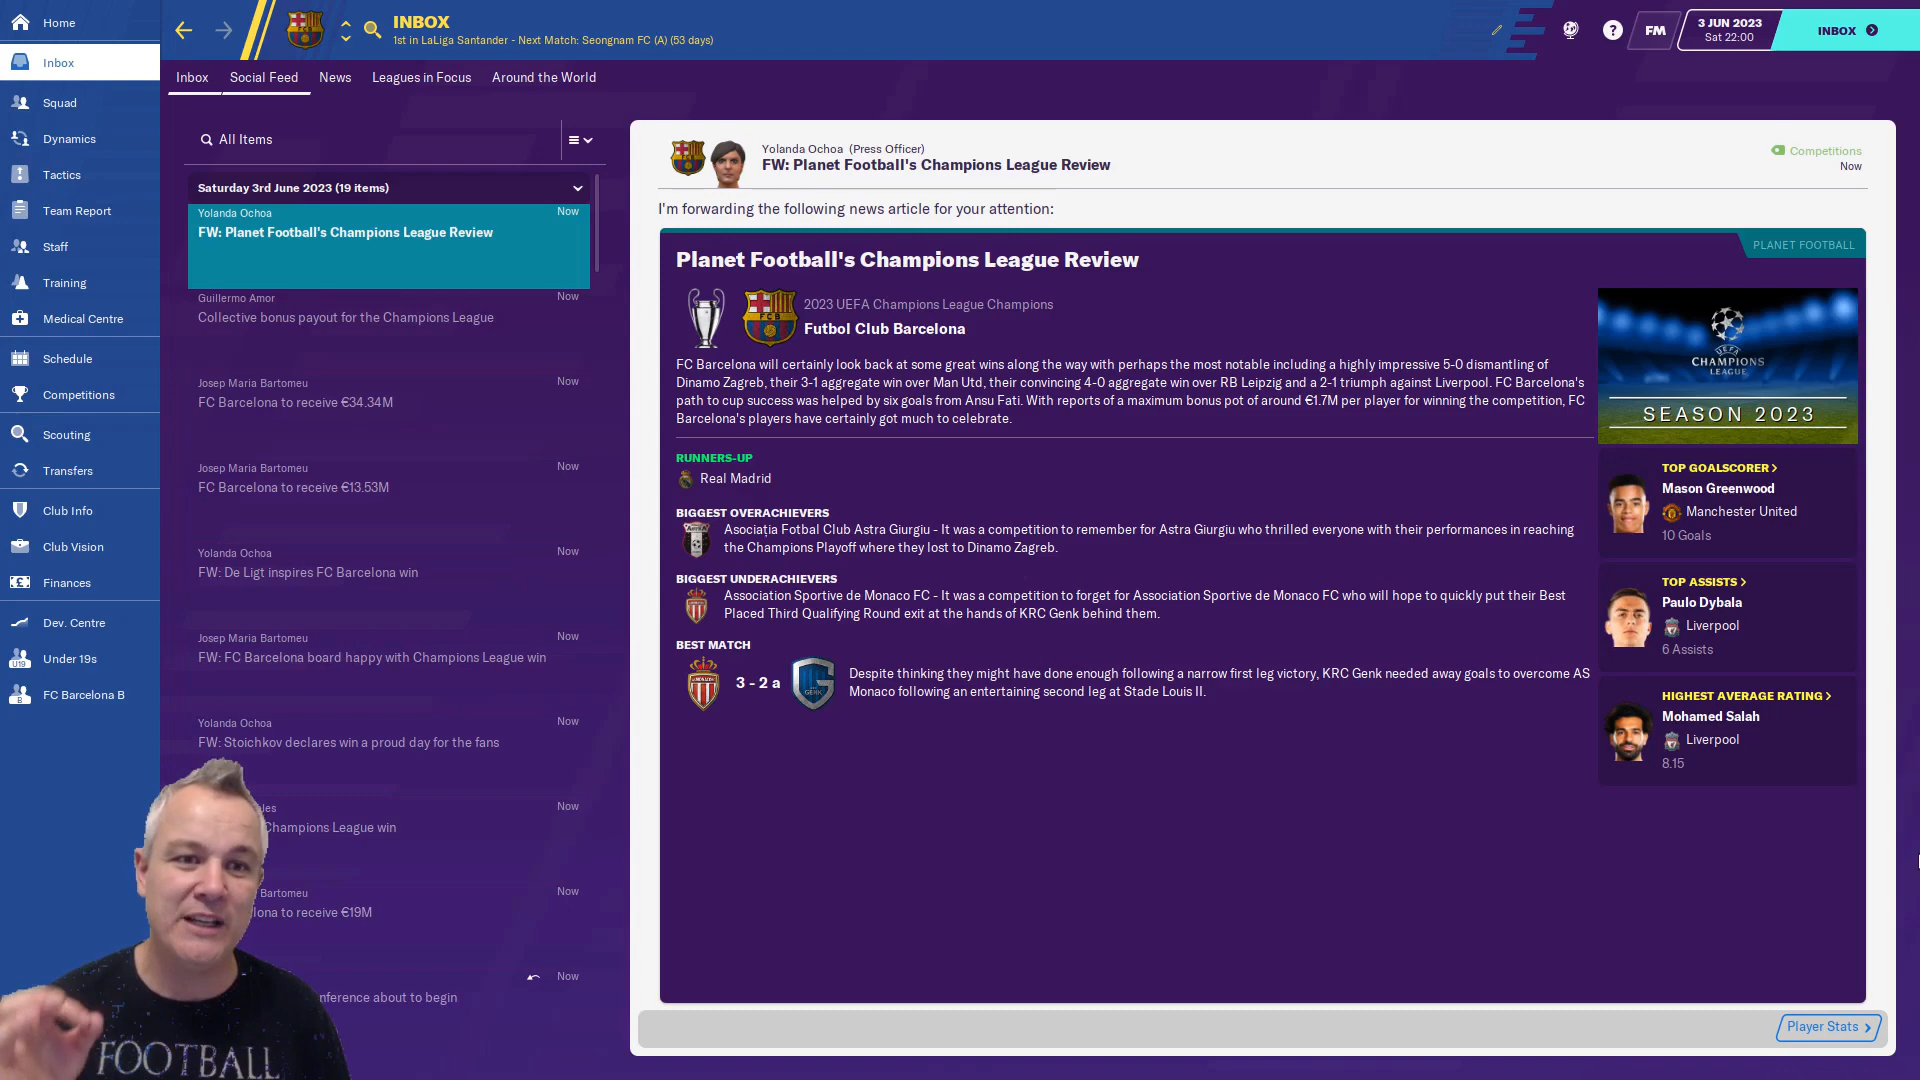 Home
Inbox
Squad
Dynamics
Tactics
Team Report
Staff
Training
Medical Centre
Schedule
Competitions
Scouting
Transfers
Club Info
Club Vision
Finances
Dev. Centre
Under 19s
FC Barcelona B
INBOX
1st in LaLiga Santander - Next Match: Seongnam FC (A) (53 days)
FM
3 JUN 2023
Sat 22:00
INBOX
Inbox
Social Feed
News
Leagues in Focus
Around the World
All Items
Saturday 3rd June 2023 (19 items)
Yolanda Ochoa
Now
FW: Planet Football's Champions League Review
Guillermo Amor
Now
Collective bonus payout for the Champions League
Josep Maria Bartomeu
Now
FC Barcelona to receive €34.34M
Josep Maria Bartomeu
Now
FC Barcelona to receive €13.53M
Yolanda Ochoa
Now
FW: De Ligt inspires FC Barcelona win
Josep Maria Bartomeu
Now
FW: FC Barcelona board happy with Champions League win
Yolanda Ochoa
Now
FW: Stoichkov declares win a proud day for the fans
les
Now
Champions League win
Bartomeu
Now
lona to receive €19M
Now
nference about to begin
Yolanda Ochoa (Press Officer)
FW: Planet Football's Champions League Review
Competitions
Now
I'm forwarding the following news article for your attention:
PLANET FOOTBALL
Planet Football's Champions League Review
2023 UEFA Champions League Champions
Futbol Club Barcelona
FC Barcelona will certainly look back at some great wins along the way with perhaps the most notable including a highly impressive 5-0 dismantling of
Dinamo Zagreb, their 3-1 aggregate win over Man Utd, their convincing 4-0 aggregate win over RB Leipzig and a 2-1 triumph against Liverpool. FC Barcelona's
path to cup success was helped by six goals from Ansu Fati. With reports of a maximum bonus pot of around €1.7M per player for winning the competition, FC
Barcelona's players have certainly got much to celebrate.
RUNNERS-UP
Real Madrid
BIGGEST OVERACHIEVERS
Asociația Fotbal Club Astra Giurgiu - It was a competition to remember for Astra Giurgiu who thrilled everyone with their performances in reaching
the Champions Playoff where they lost to Dinamo Zagreb.
BIGGEST UNDERACHIEVERS
Association Sportive de Monaco FC - It was a competition to forget for Association Sportive de Monaco FC who will hope to quickly put their Best
Placed Third Qualifying Round exit at the hands of KRC Genk behind them.
BEST MATCH
3 - 2 a
Despite thinking they might have done enough following a narrow first leg victory, KRC Genk needed away goals to overcome AS
Monaco following an entertaining second leg at Stade Louis II.
UEFA
CHAMPIONS
LEAGUE
SEASON 2023
TOP GOALSCORER
Mason Greenwood
Manchester United
10 Goals
TOP ASSISTS
Paulo Dybala
Liverpool
6 Assists
HIGHEST AVERAGE RATING
Mohamed Salah
Liverpool
8.15
Player Stats
FOOTBALL